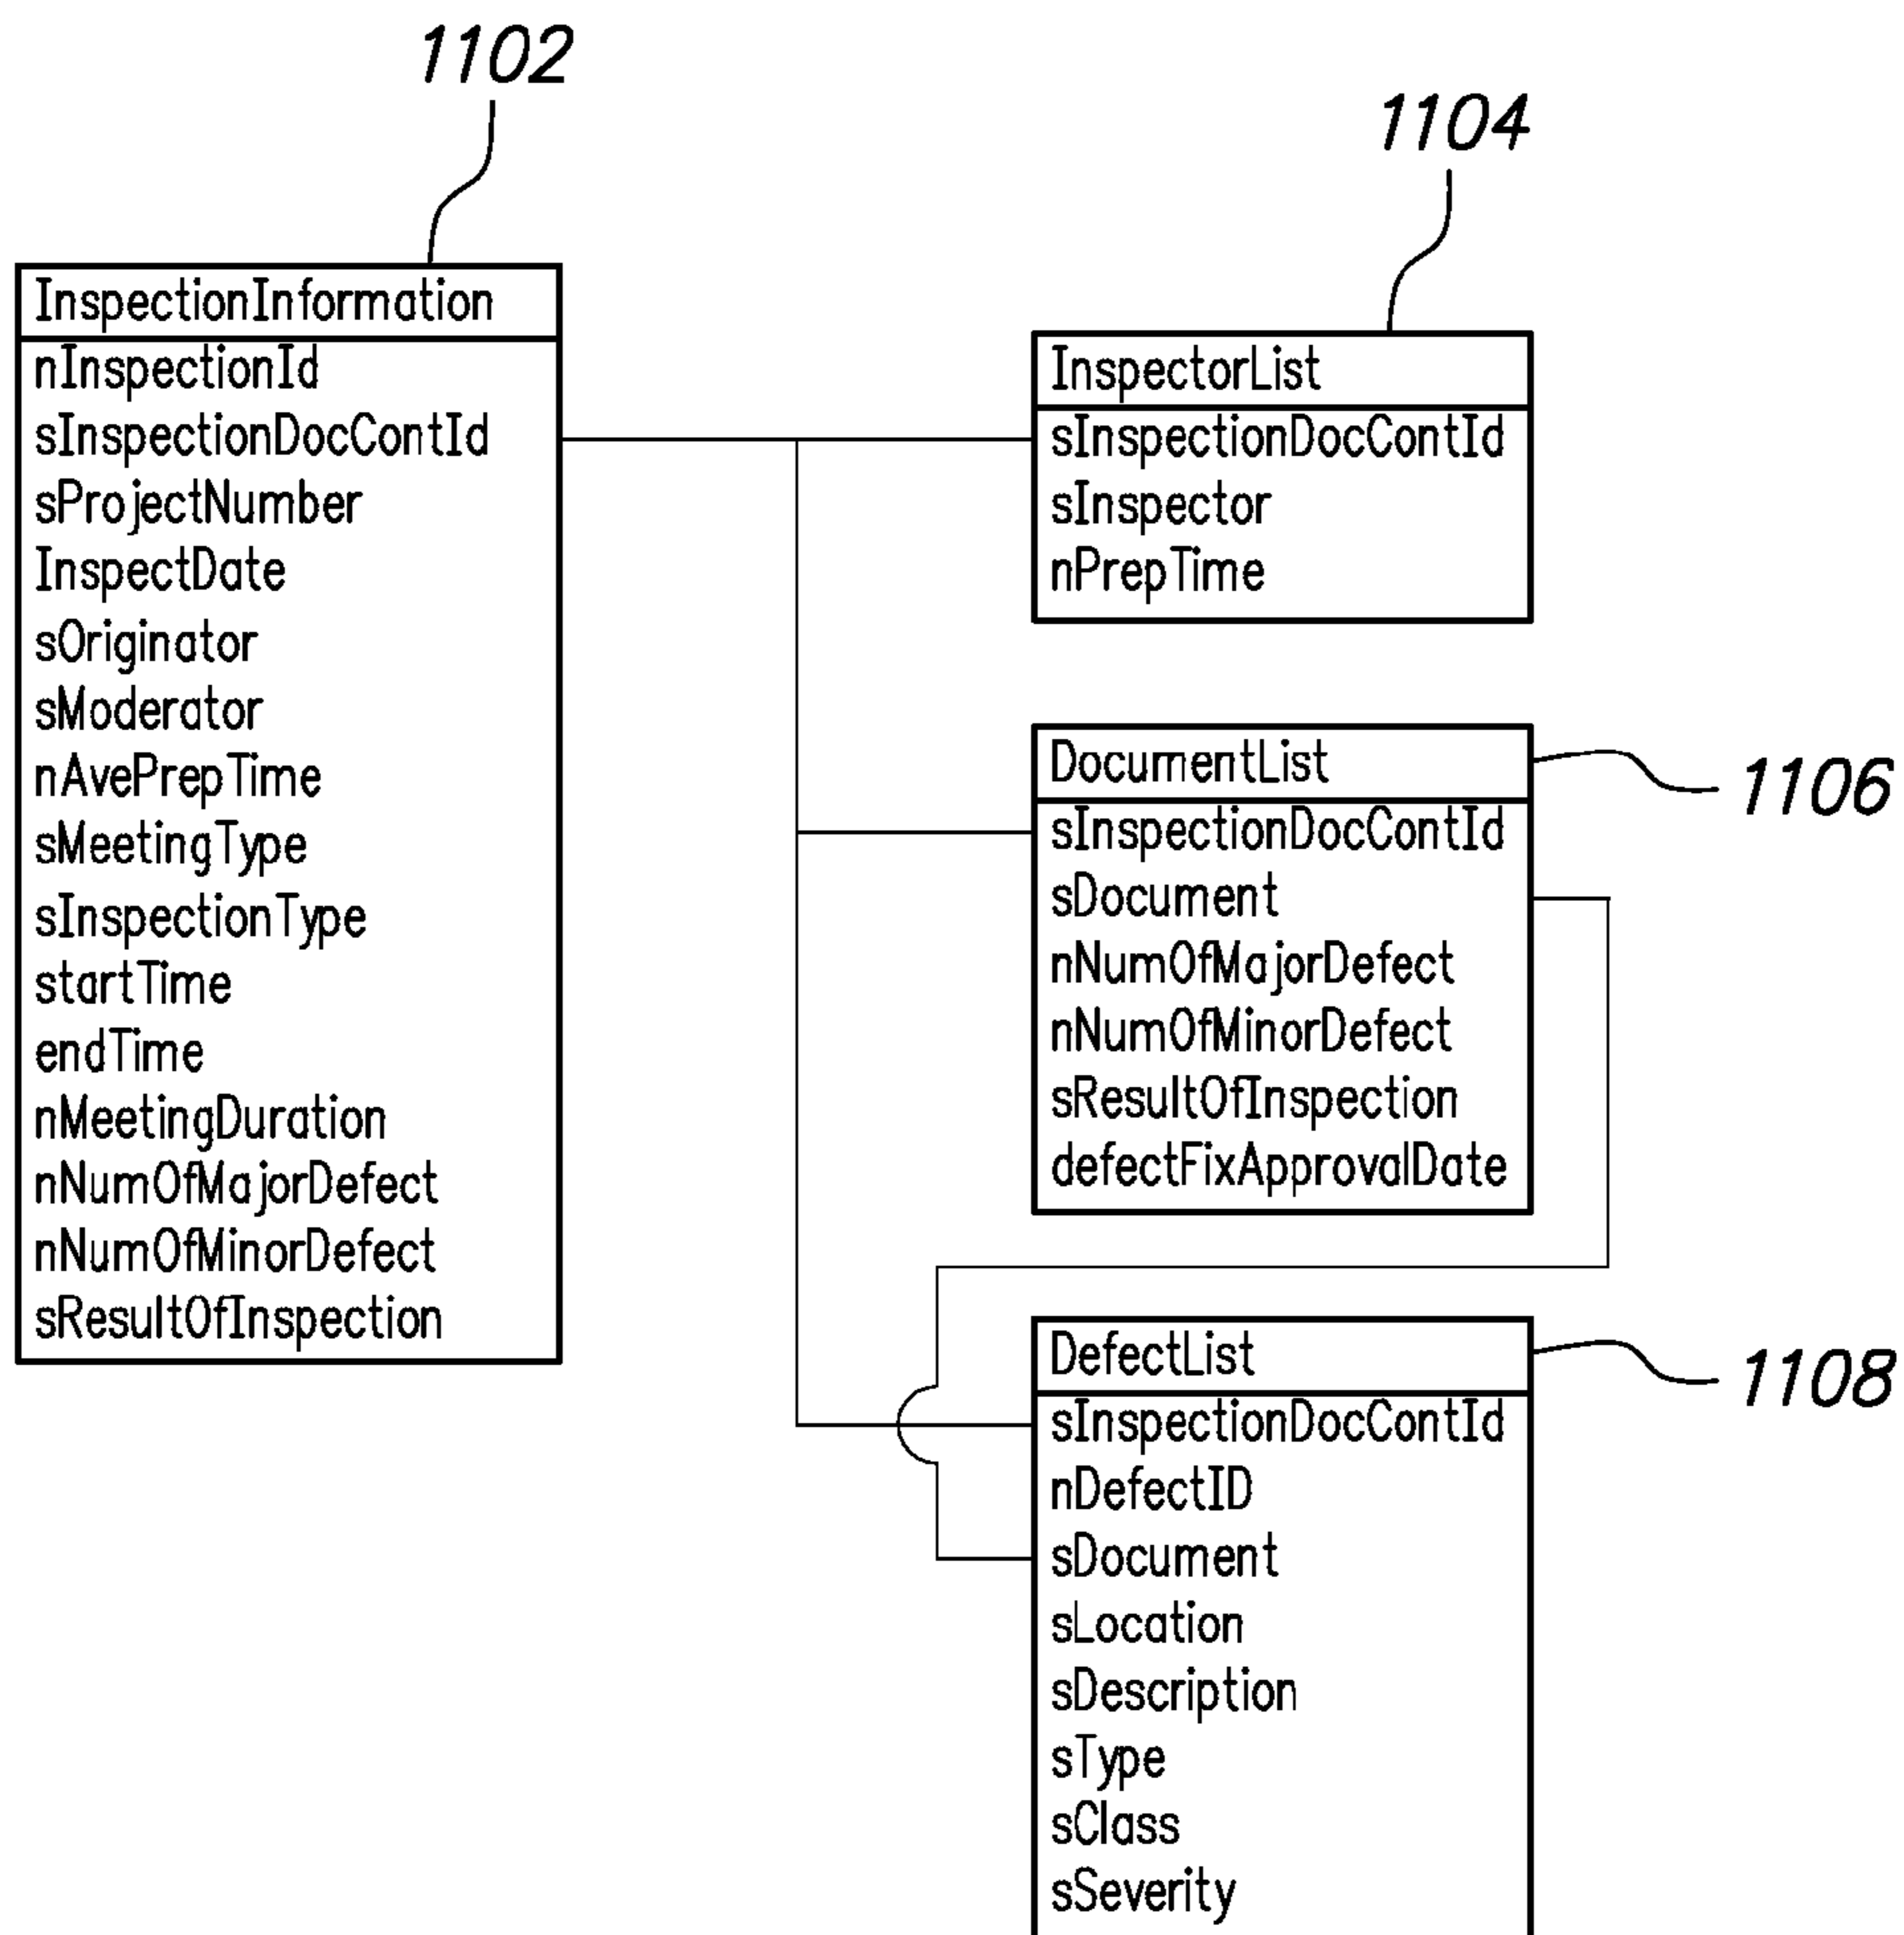 1102
InspectionInformation
nInspectionId
sInspectionDocContId
sProjectNumber
InspectDate
sOriginator
sModerator
nAvePrepTime
sMeetingType
sInspectionType
startTime
endTime
nMeetingDuration
nNumOfMajorDefect
nNumOfMinorDefect
sResultOfInspection
1104
InspectorList
sInspectionDocContId
sInspector
nPrepTime
1106
DocumentList
sInspectionDocContId
sDocument
nNumOfMajorDefect
nNumOfMinorDefect
sResultOfInspection
defectFixApprovalDate
1108
DefectList
sInspectionDocContId
nDefectID
sDocument
sLocation
sDescription
sType
sClass
sSeverity